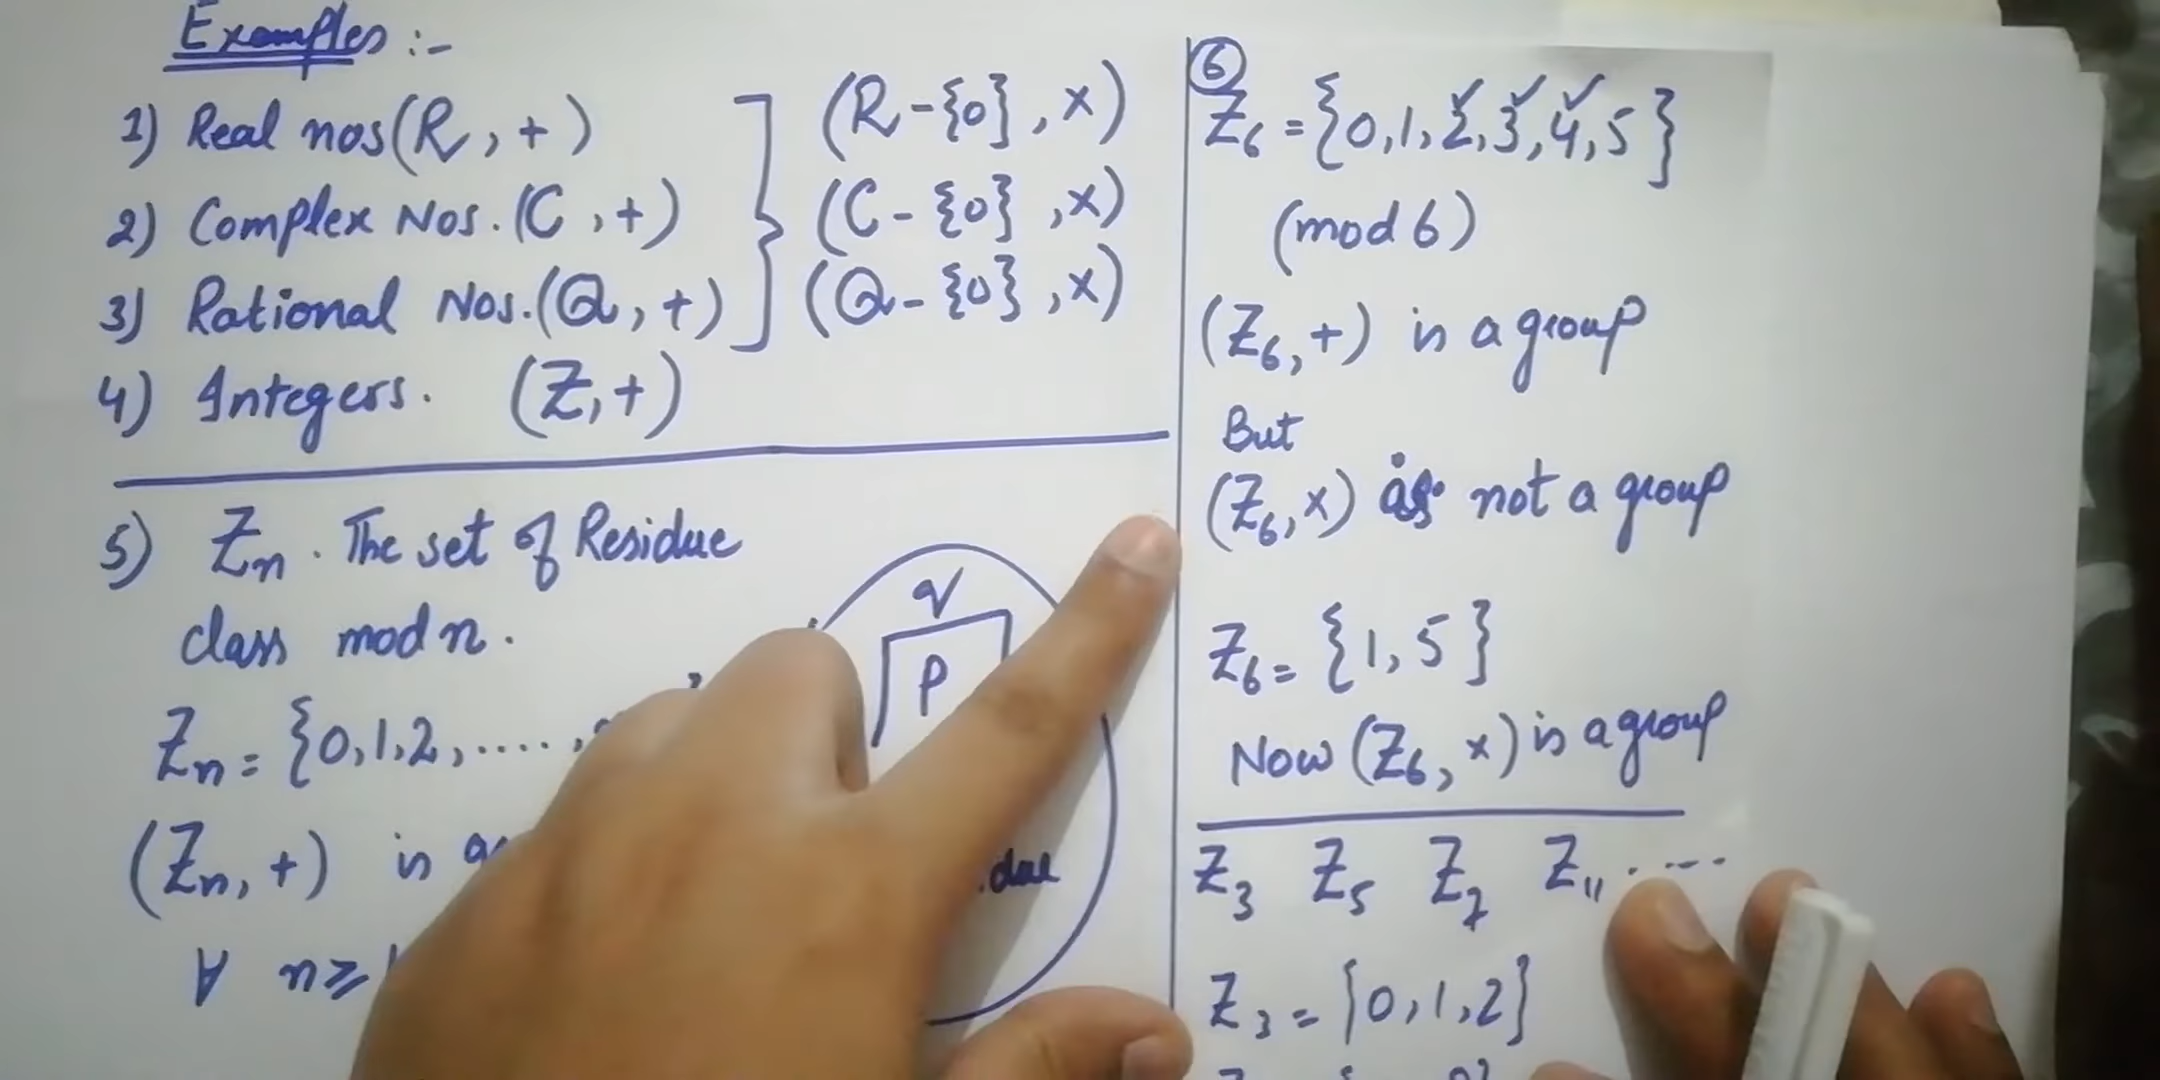 Examples :-
1) Real nos (R, +)
2) Complex Nos. (C, +)
3) Rational Nos. (Q, +)
4) Integers. (Z, +)
(R - {0}, ×)
(C - {0}, ×)
(Q - {0}, ×)
5) Zn. The set of Residue
class mod n.
Zn = {0, 1, 2, ....,
(Zn, +) is
∀ n ≥ 1
q
P
6
Z6 = {0, 1, 2, 3, 4, 5}
(mod 6)
(Z6, +) is a group
But
(Z6, ×) is not a group
Z6 = {1, 5}
Now (Z6, ×) is a group
Z3 Z5 Z7 Z11 ....
Z3 = {0, 1, 2}